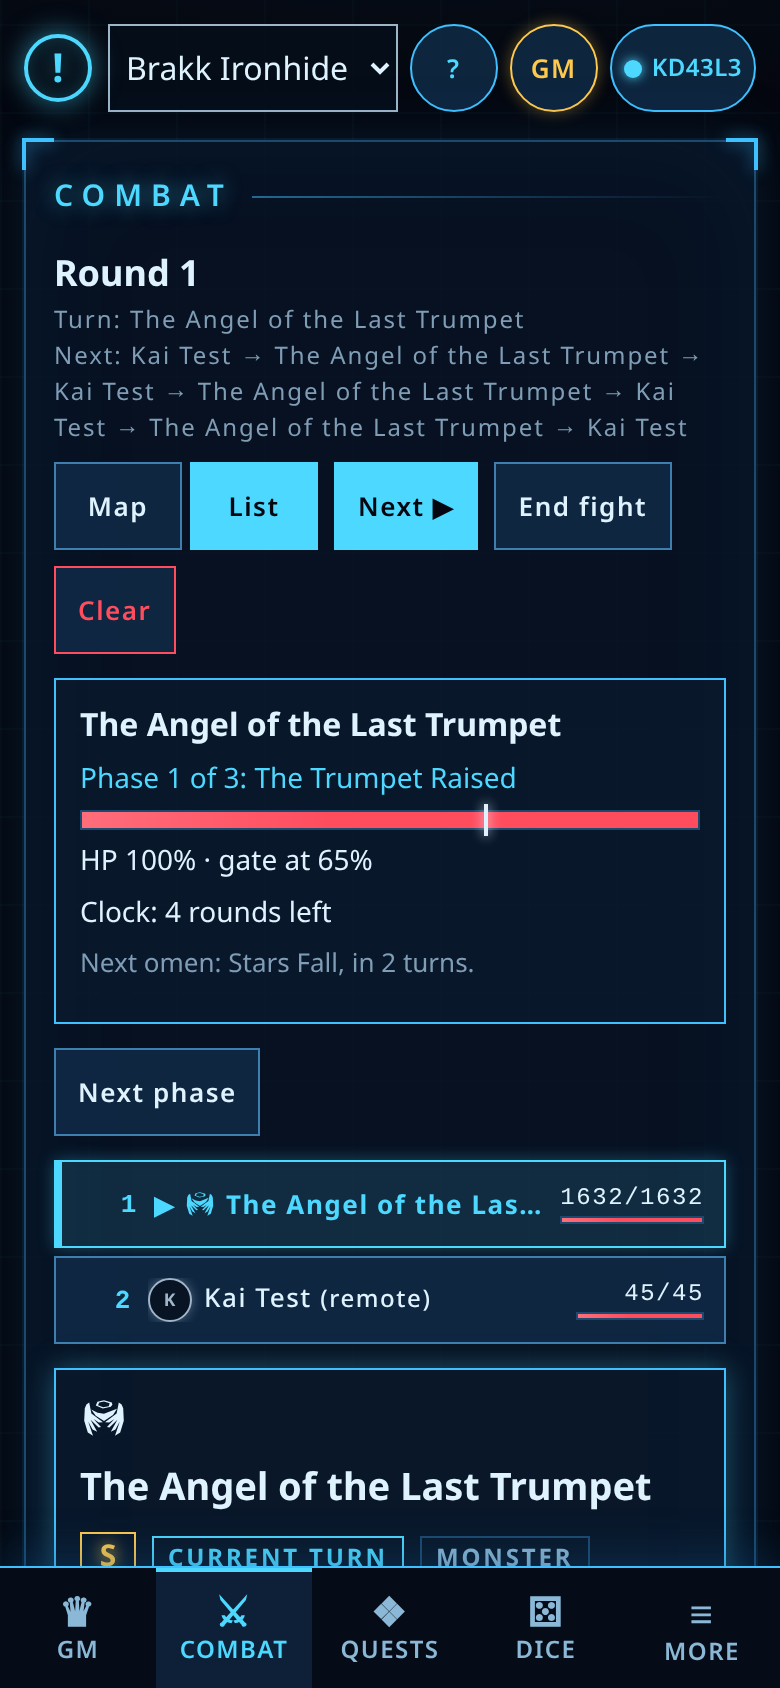 !
Brakk Ironhide
?
GM
KD43L3
COMBAT
Round 1
Turn: The Angel of the Last Trumpet
Next: Kai Test → The Angel of the Last Trumpet →
Kai Test → The Angel of the Last Trumpet → Kai
Test → The Angel of the Last Trumpet → Kai Test
Map
List
Next ▶
End fight
Clear
The Angel of the Last Trumpet
Phase 1 of 3: The Trumpet Raised
HP 100% · gate at 65%
Clock: 4 rounds left
Next omen: Stars Fall, in 2 turns.
Next phase
1 ▶ The Angel of the Las… 1632/1632
2 K Kai Test (remote) 45/45
The Angel of the Last Trumpet
S CURRENT TURN MONSTER
GM
COMBAT
QUESTS
DICE
MORE